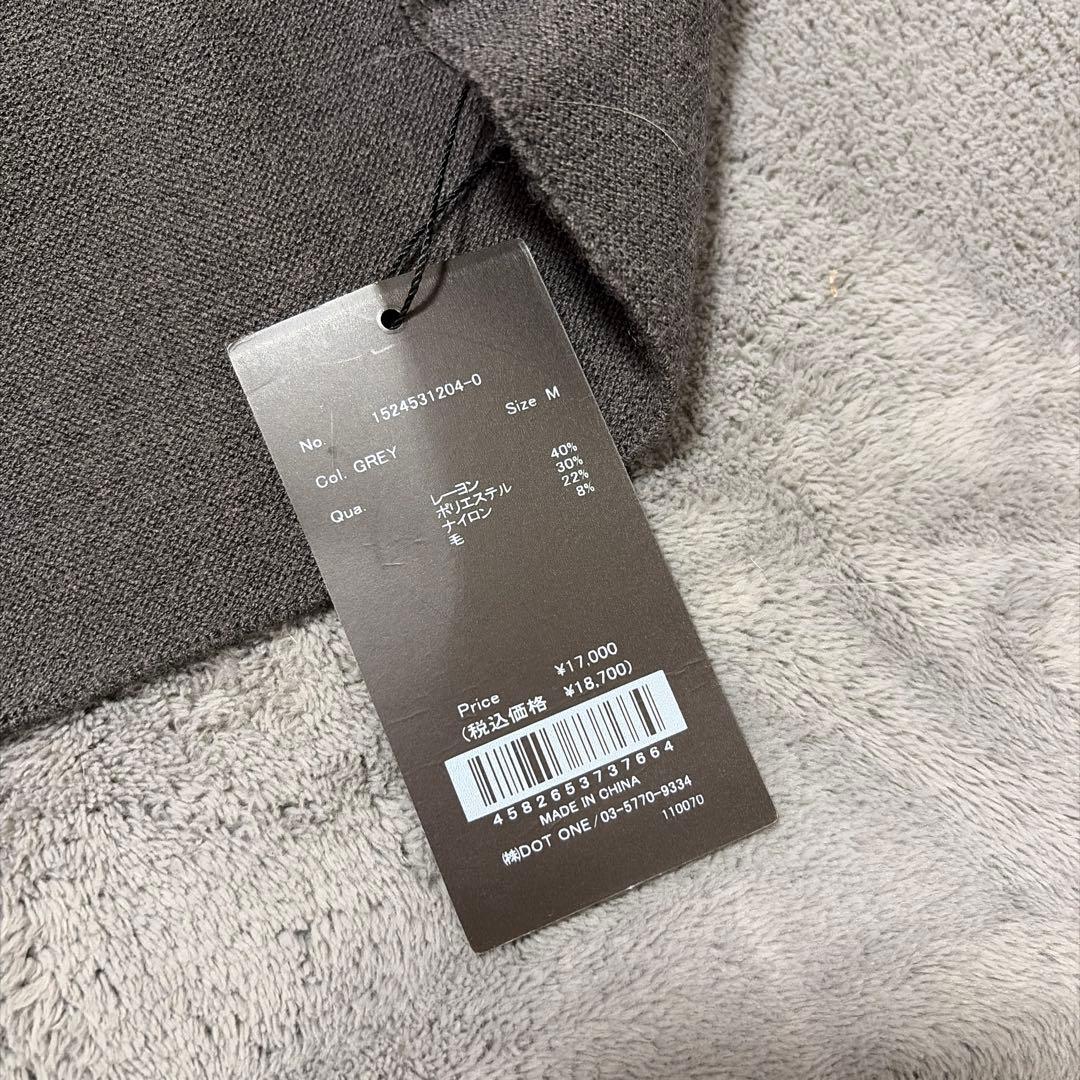 No. 1524531204-0
Col. GREY Size M
Qua. レーヨン 40%
ポリエステル 30%
ナイロン 22%
毛 8%
Price ¥17,000
(税込価格 ¥18,700)
4582653737664
MADE IN CHINA
㈱DOT ONE/03-5770-9334
110070